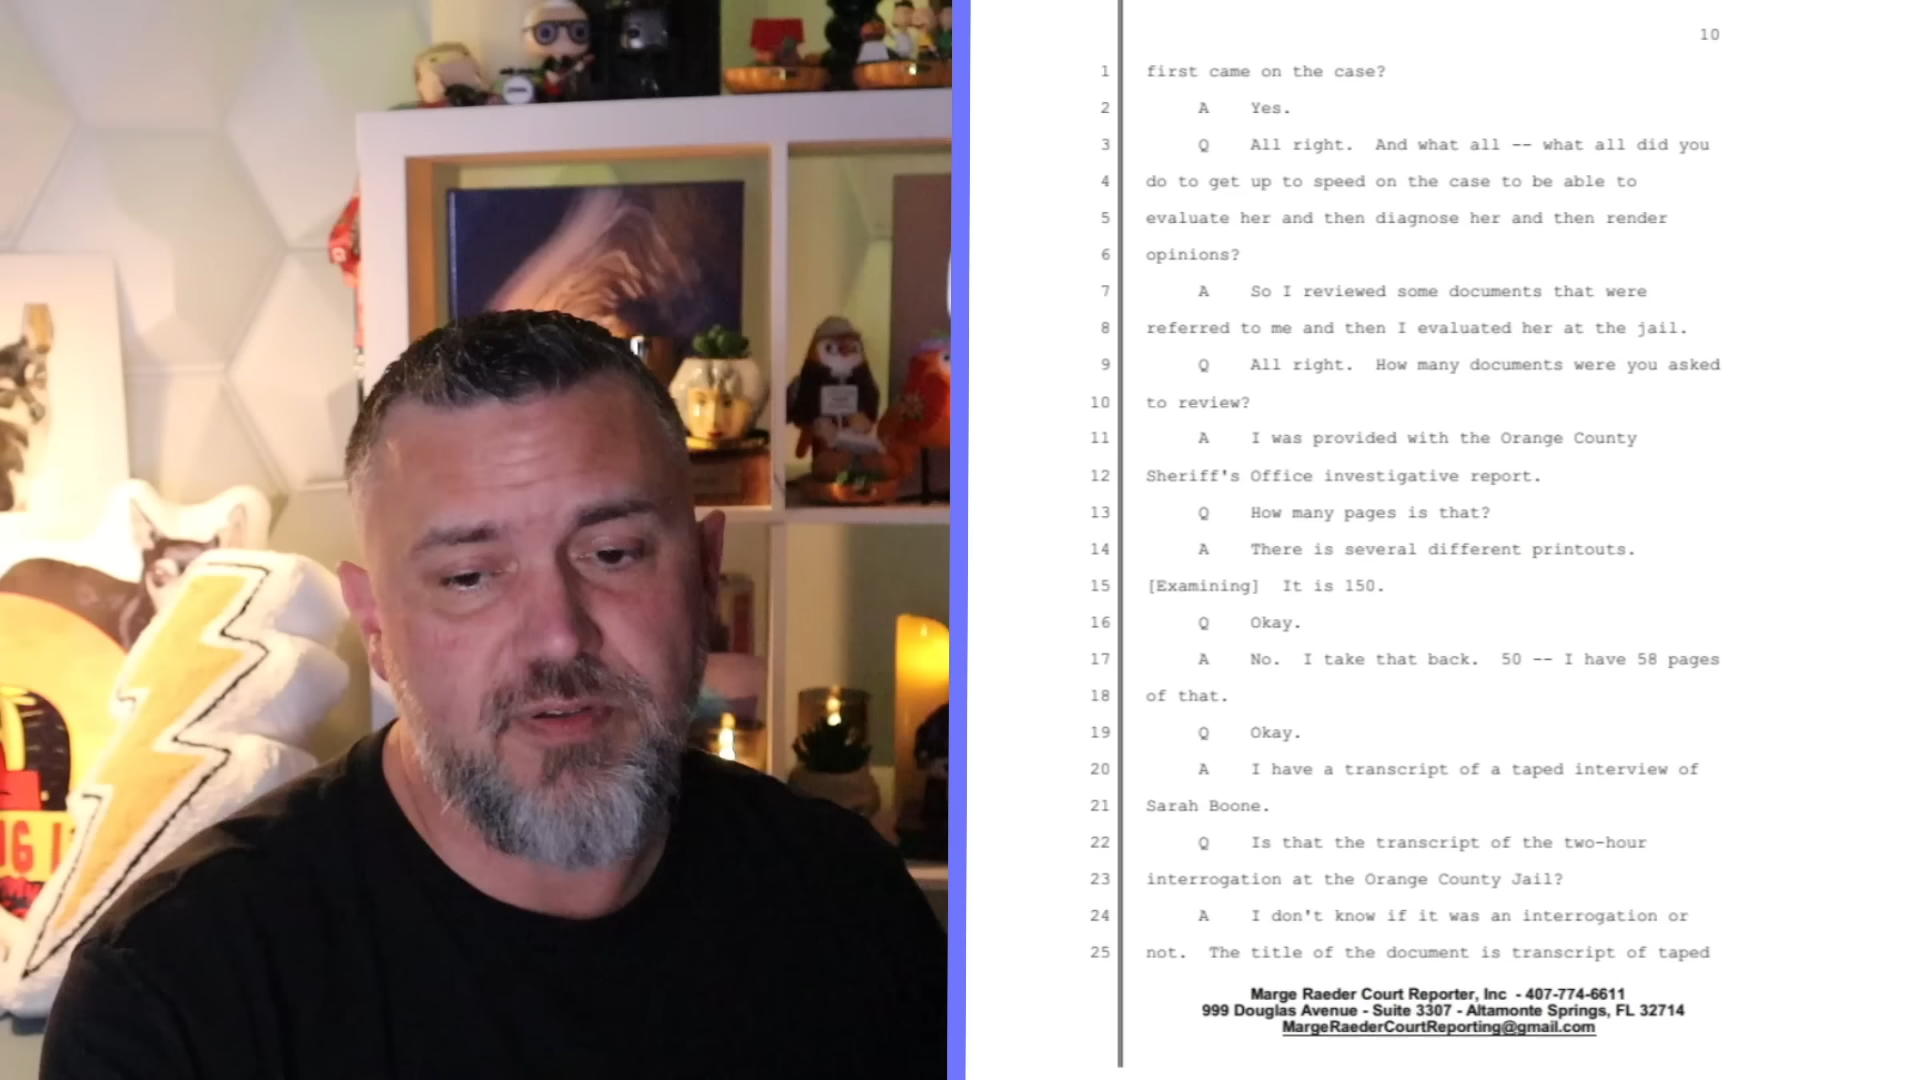 10
1 first came on the case?
2 A Yes.
3 Q All right. And what all -- what all did you
4 do to get up to speed on the case to be able to
5 evaluate her and then diagnose her and then render
6 opinions?
7 A So I reviewed some documents that were
8 referred to me and then I evaluated her at the jail.
9 Q All right. How many documents were you asked
10 to review?
11 A I was provided with the Orange County
12 Sheriff's Office investigative report.
13 Q How many pages is that?
14 A There is several different printouts.
15 [Examining] It is 150.
16 Q Okay.
17 A No. I take that back. 50 -- I have 58 pages
18 of that.
19 Q Okay.
20 A I have a transcript of a taped interview of
21 Sarah Boone.
22 Q Is that the transcript of the two-hour
23 interrogation at the Orange County Jail?
24 A I don't know if it was an interrogation or
25 not. The title of the document is transcript of taped
Marge Raeder Court Reporter, Inc - 407-774-6611
999 Douglas Avenue - Suite 3307 - Altamonte Springs, FL 32714
MargeRaederCourtReporting@gmail.com